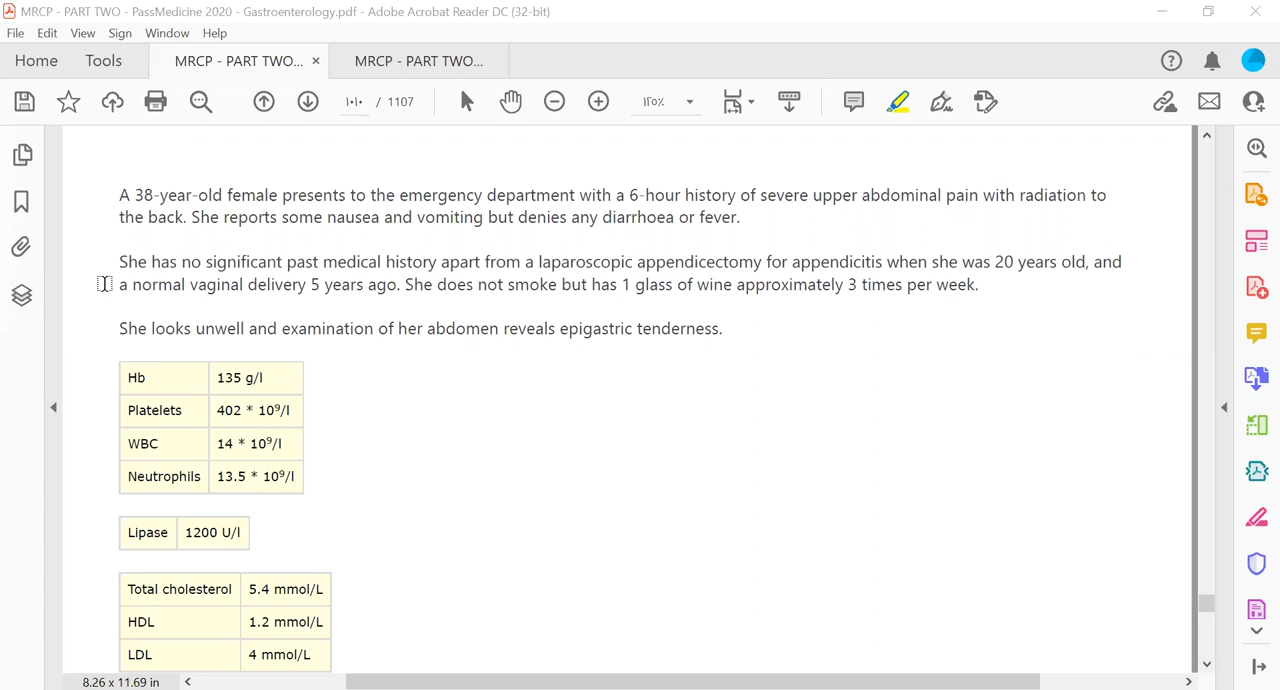 MRCP - PART TWO - PassMedicine 2020 - Gastroenterology.pdf - Adobe Acrobat Reader DC (32-bit)
File Edit View Sign Window Help
Home Tools MRCP - PART TWO... × MRCP - PART TWO...
١٠١٠ / 1107 ١٢٥٪
A 38-year-old female presents to the emergency department with a 6-hour history of severe upper abdominal pain with radiation to
the back. She reports some nausea and vomiting but denies any diarrhoea or fever.
She has no significant past medical history apart from a laparoscopic appendicectomy for appendicitis when she was 20 years old, and
a normal vaginal delivery 5 years ago. She does not smoke but has 1 glass of wine approximately 3 times per week.
She looks unwell and examination of her abdomen reveals epigastric tenderness.
Hb 135 g/l
Platelets 402 * 10⁹/l
WBC 14 * 10⁹/l
Neutrophils 13.5 * 10⁹/l
Lipase 1200 U/l
Total cholesterol 5.4 mmol/L
HDL 1.2 mmol/L
LDL 4 mmol/L
8.26 x 11.69 in